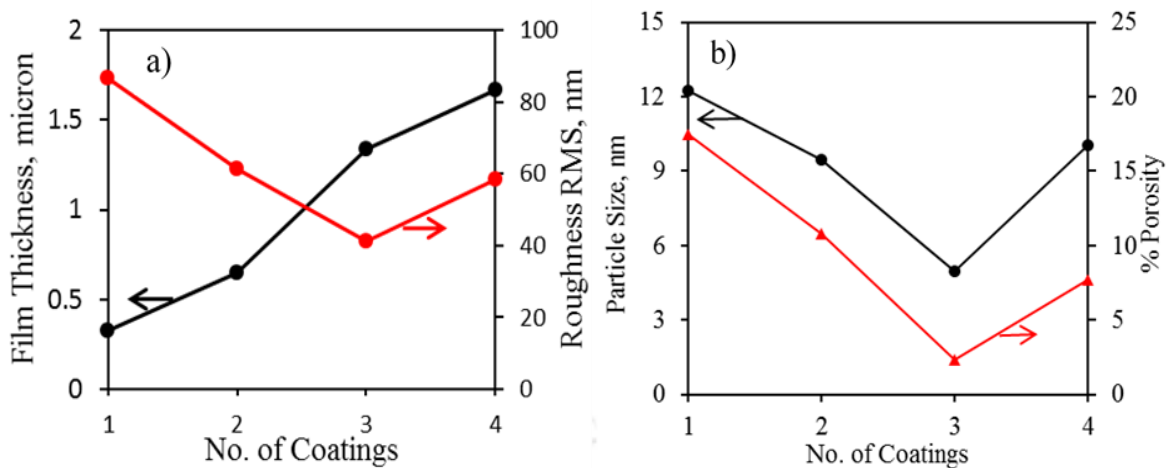 a)
Film Thickness, micron
2
1.5
1
0.5
0
Roughness RMS, nm
100
80
60
40
20
0
1 2 3 4
No. of Coatings
b)
Particle Size, nm
15
12
9
6
3
0
% Porosity
25
20
15
10
5
0
1 2 3 4
No. of Coatings